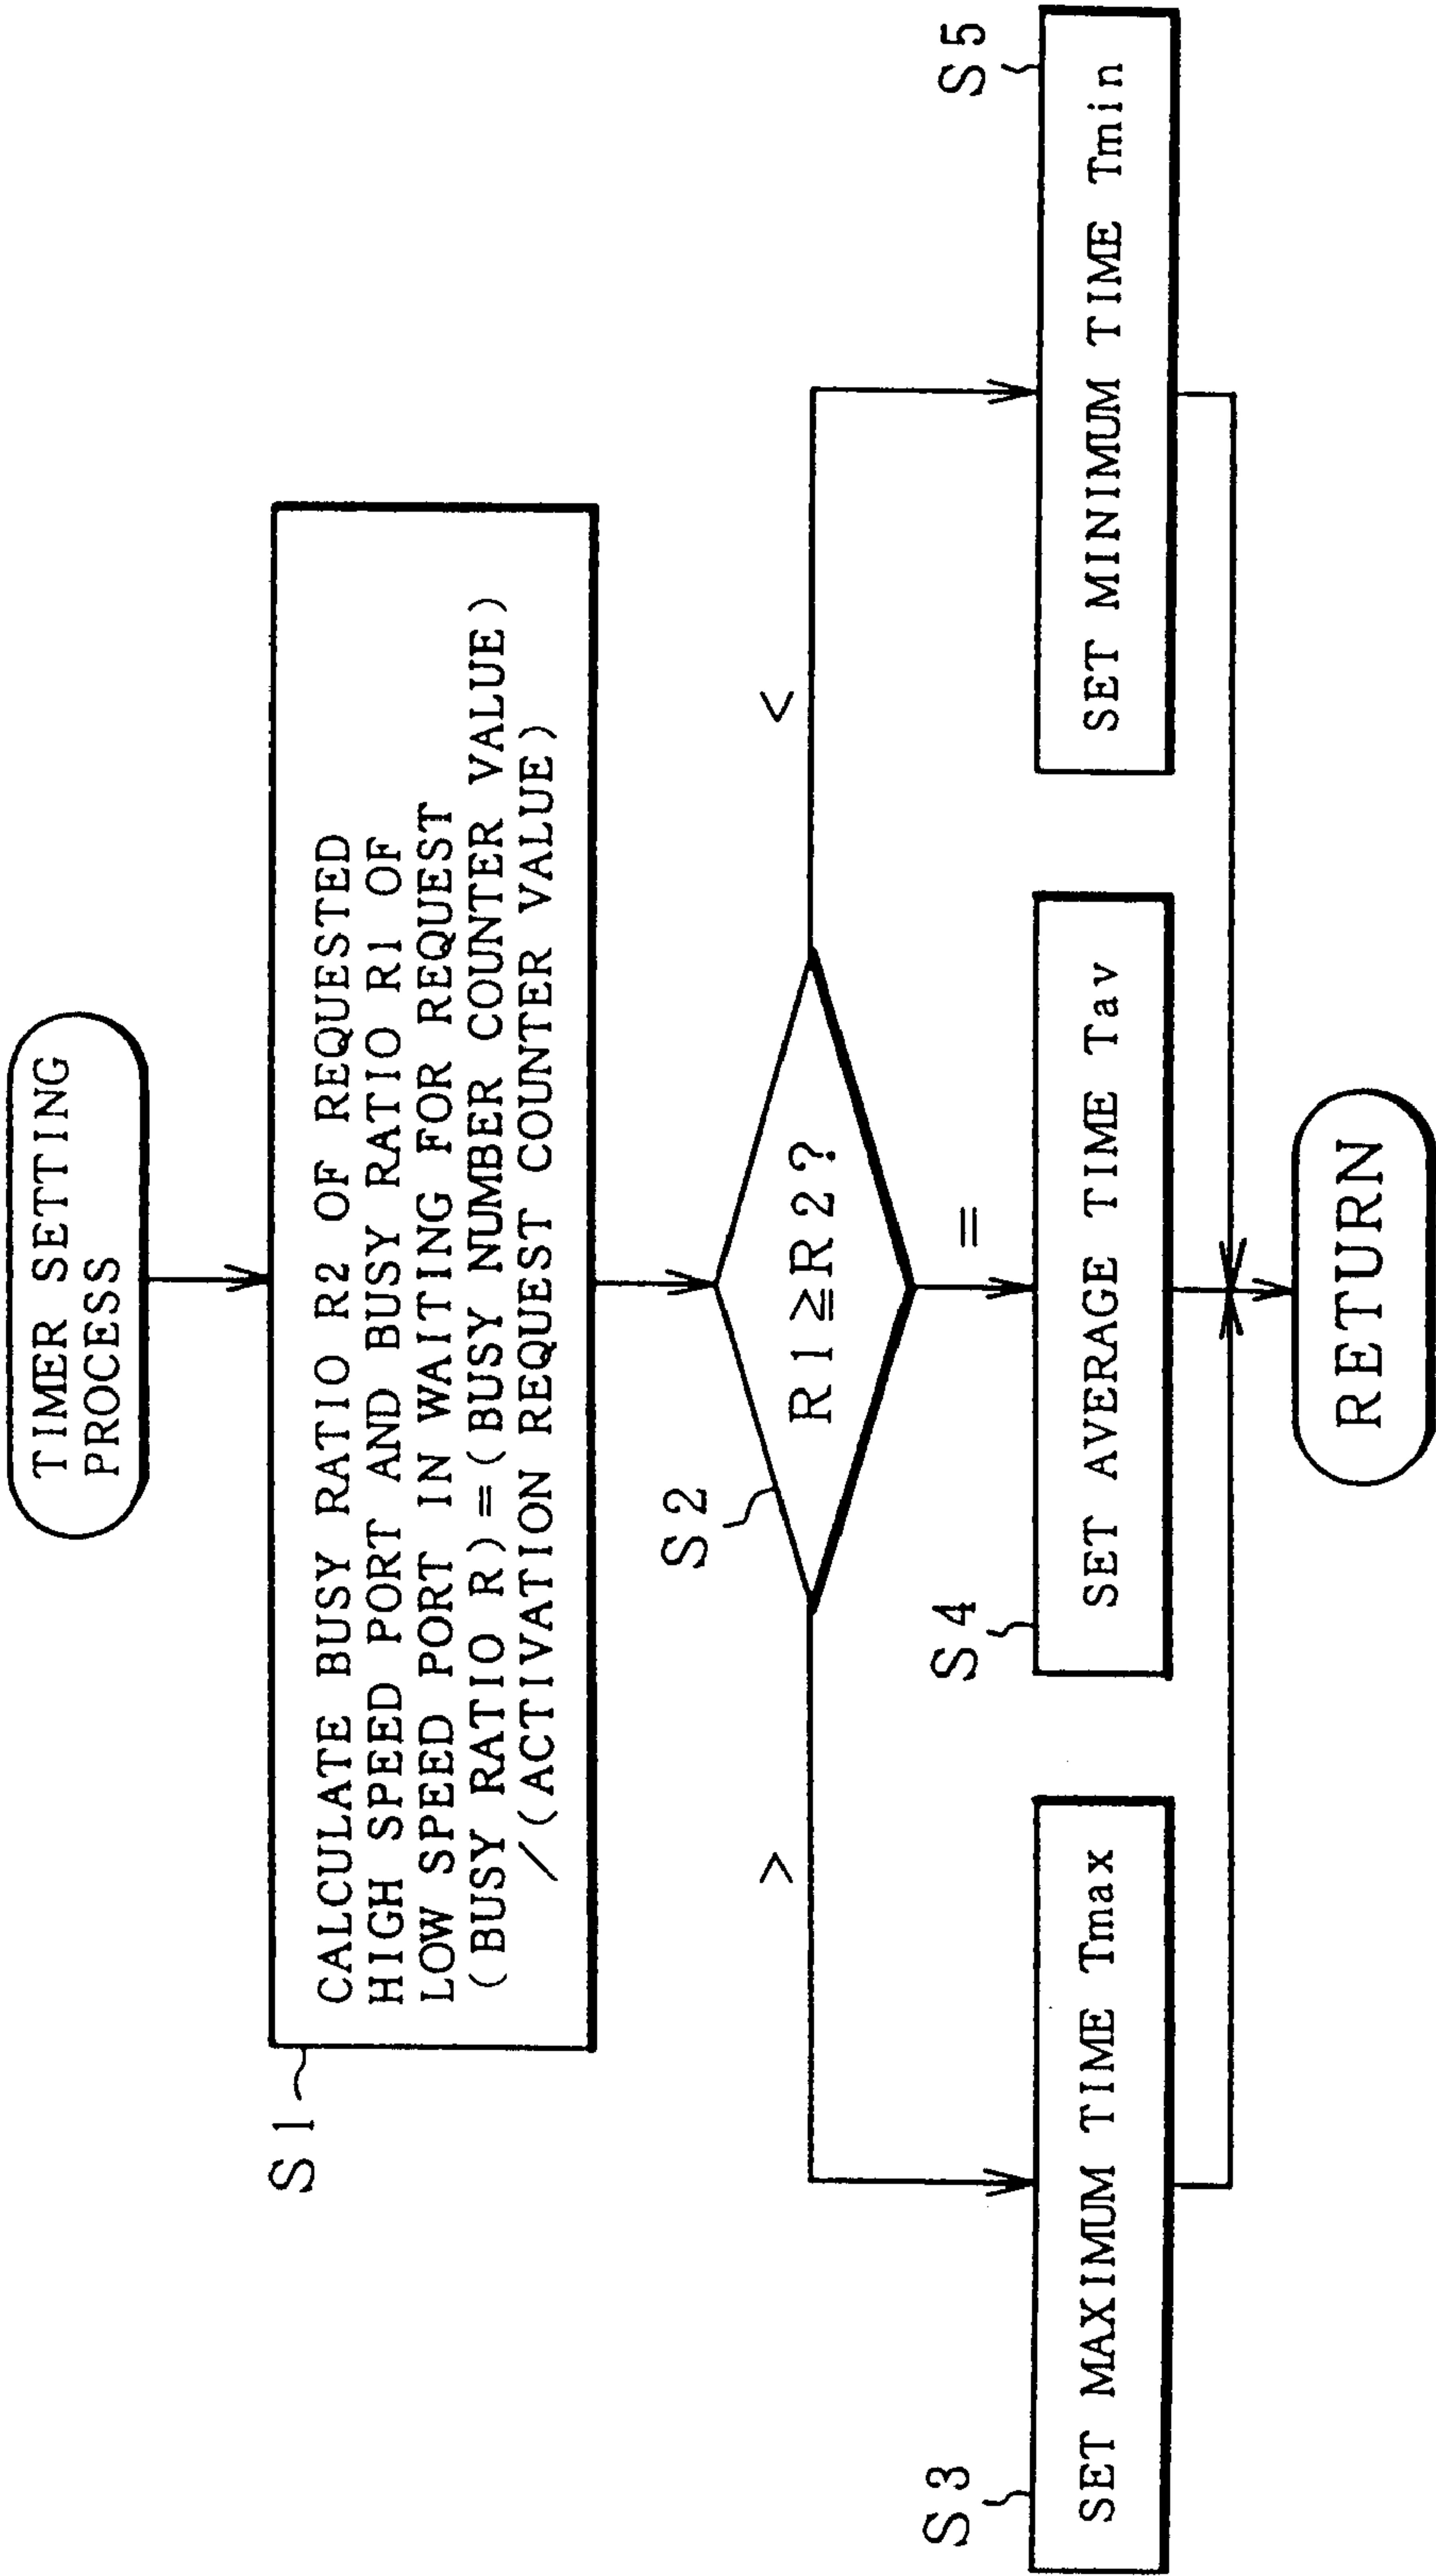 TIMER SETTING
PROCESS
S1
CALCULATE BUSY RATIO R2 OF REQUESTED
HIGH SPEED PORT AND BUSY RATIO R1 OF
LOW SPEED PORT IN WAITING FOR REQUEST
(BUSY RATIO R)=(BUSY NUMBER COUNTER VALUE)
/(ACTIVATION REQUEST COUNTER VALUE)
S2
R1≧R2?
>
=
<
S3
SET MAXIMUM TIME Tmax
S4
SET AVERAGE TIME Tav
S5
SET MINIMUM TIME Tmin
RETURN